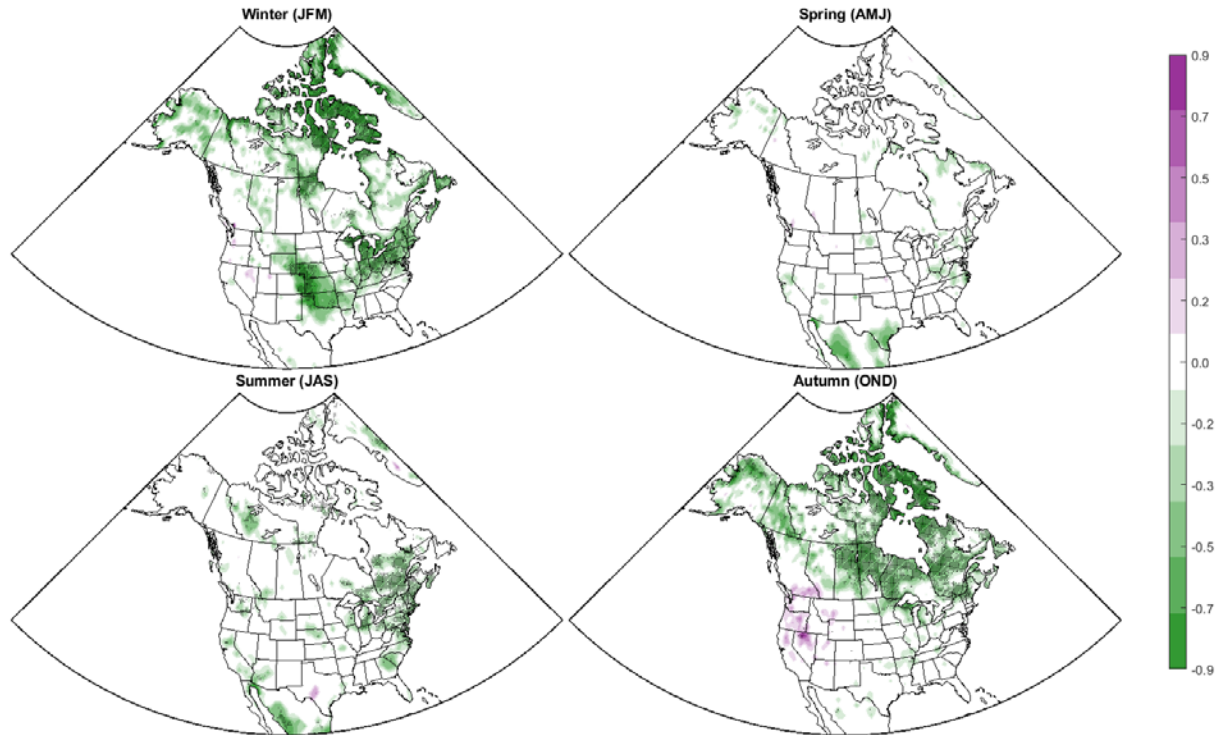 Winter (JFM)
Spring (AMJ)
Summer (JAS)
Autumn (OND)
0.9
0.7
0.5
0.3
0.2
0.0
-0.2
-0.3
-0.5
-0.7
-0.9